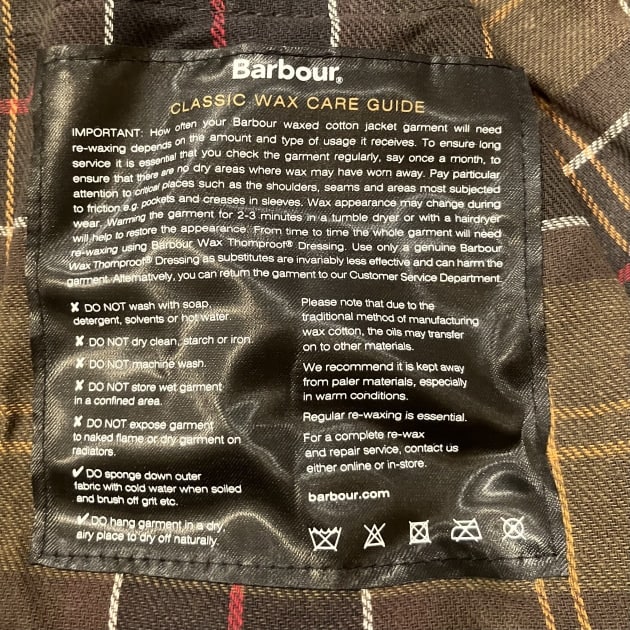 Barbour®
CLASSIC WAX CARE GUIDE
IMPORTANT: How often your Barbour waxed cotton jacket garment will need
re-waxing depends on the amount and type of usage it receives. To ensure long
service it is essential that you check the garment regularly, say once a month, to
ensure that there are no dry areas where wax may have worn away. Pay particular
attention to critical places such as the shoulders, seams and areas most subjected
to friction e.g. pockets and creases in sleeves. Wax appearance may change during
wear. Warming the garment for 2-3 minutes in a tumble dryer or with a hairdryer
will help to restore the appearance. From time to time the whole garment will need
re-waxing using Barbour Wax Thornproof® Dressing. Use only a genuine Barbour
Wax Thornproof® Dressing as substitutes are invariably less effective and can harm the
garment. Alternatively, you can return the garment to our Customer Service Department.
✘ DO NOT wash with soap,
detergent, solvents or hot water.
✘ DO NOT dry clean, starch or iron.
✘ DO NOT machine wash.
✘ DO NOT store wet garment
in a confined area.
✘ DO NOT expose garment
to naked flame or dry garment on
radiators.
✔ DO sponge down outer
fabric with cold water when soiled
and brush off grit etc.
✔ DO hang garment in a dry,
airy place to dry off naturally.
Please note that due to the
traditional method of manufacturing
wax cotton, the oils may transfer
on to other materials.
We recommend it is kept away
from paler materials, especially
in warm conditions.
Regular re-waxing is essential.
For a complete re-wax
and repair service, contact us
either online or in-store.
barbour.com